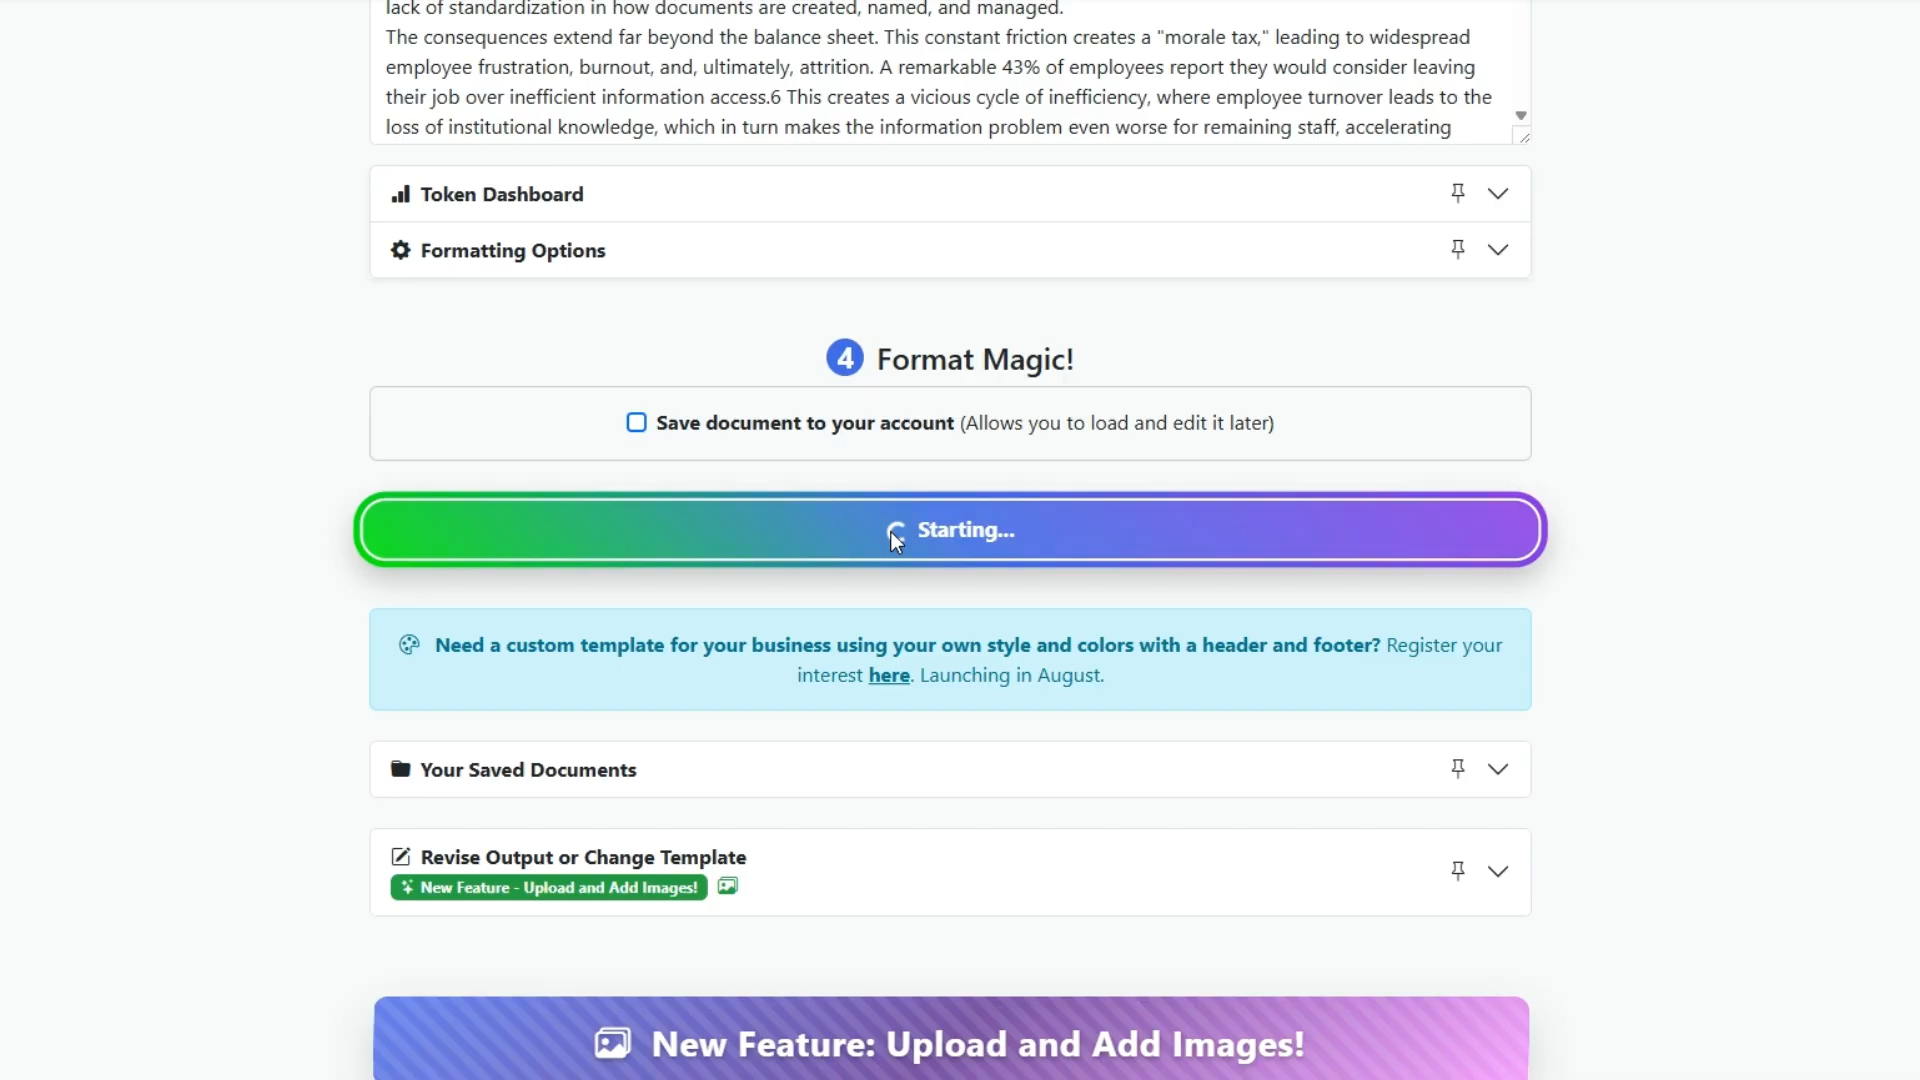 lack of standardization in how documents are created, named, and managed.
The consequences extend far beyond the balance sheet. This constant friction creates a "morale tax," leading to widespread
employee frustration, burnout, and, ultimately, attrition. A remarkable 43% of employees report they would consider leaving
their job over inefficient information access.6 This creates a vicious cycle of inefficiency, where employee turnover leads to the
loss of institutional knowledge, which in turn makes the information problem even worse for remaining staff, accelerating
Token Dashboard
Formatting Options
4 Format Magic!
Save document to your account (Allows you to load and edit it later)
Starting...
Need a custom template for your business using your own style and colors with a header and footer? Register your
interest here. Launching in August.
Your Saved Documents
Revise Output or Change Template
New Feature - Upload and Add Images!
New Feature: Upload and Add Images!